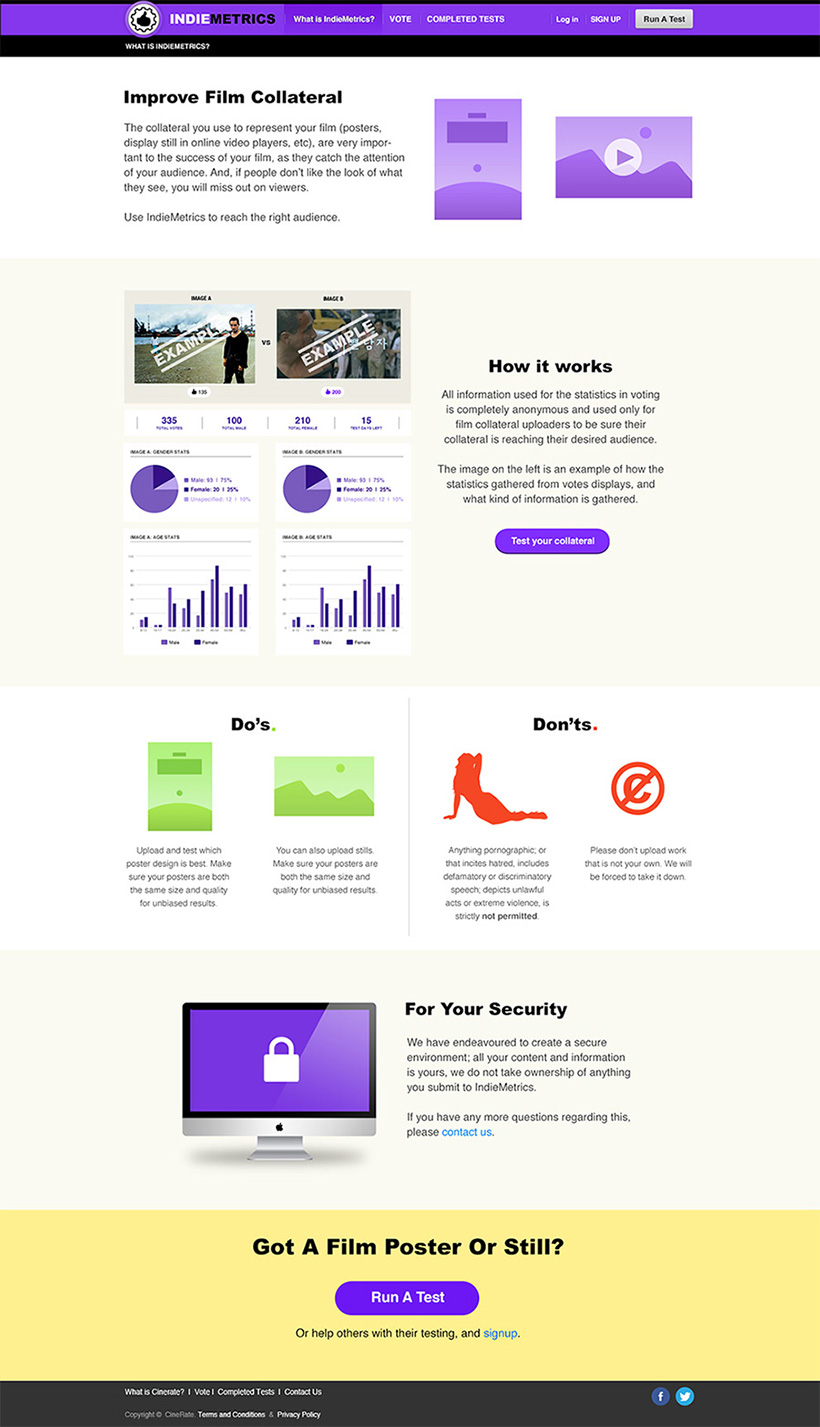 INDIEMETRICS
What is IndieMetrics?
VOTE
COMPLETED TESTS
Log in
SIGN UP
Run A Test
WHAT IS INDIEMETRICS?
Improve Film Collateral
The collateral you use to represent your film (posters,
display still in online video players, etc), are very impor-
tant to the success of your film, as they catch the attention
of your audience. And, if people don't like the look of what
they see, you will miss out on viewers.
Use IndieMetrics to reach the right audience.
IMAGE A
IMAGE B
EXAMPLE
VS
EXAMPLE
135
200
335
100
210
15
TOTAL VOTES
TOTAL MALE
TOTAL FEMALE
TEST DAYS LEFT
IMAGE A: GENDER STATS
Male: 93 | 75%
Female: 20 | 25%
Unspecified: 12 | 10%
IMAGE B: GENDER STATS
Male: 93 | 75%
Female: 20 | 25%
Unspecified: 12 | 10%
IMAGE A: AGE STATS
Male
Female
IMAGE B: AGE STATS
Male
Female
How it works
All information used for the statistics in voting
is completely anonymous and used only for
film collateral uploaders to be sure their
collateral is reaching their desired audience.
The image on the left is an example of how the
statistics gathered from votes displays, and
what kind of information is gathered.
Test your collateral
Do's.
Upload and test which
poster design is best. Make
sure your posters are both
the same size and quality
for unbiased results.
You can also upload stills.
Make sure your posters are
both the same size and
quality for unbiased results.
Don'ts.
Anything pornographic; or
that incites hatred, includes
defamatory or discriminatory
speech; depicts unlawful
acts or extreme violence, is
strictly not permitted.
Please don't upload work
that is not your own. We will
be forced to take it down.
For Your Security
We have endeavoured to create a secure
environment; all your content and information
is yours, we do not take ownership of anything
you submit to IndieMetrics.
If you have any more questions regarding this,
please contact us.
Got A Film Poster Or Still?
Run A Test
Or help others with their testing, and signup.
What is Cinerate? | Vote | Completed Tests | Contact Us
Copyright © CineRate. Terms and Conditions & Privacy Policy